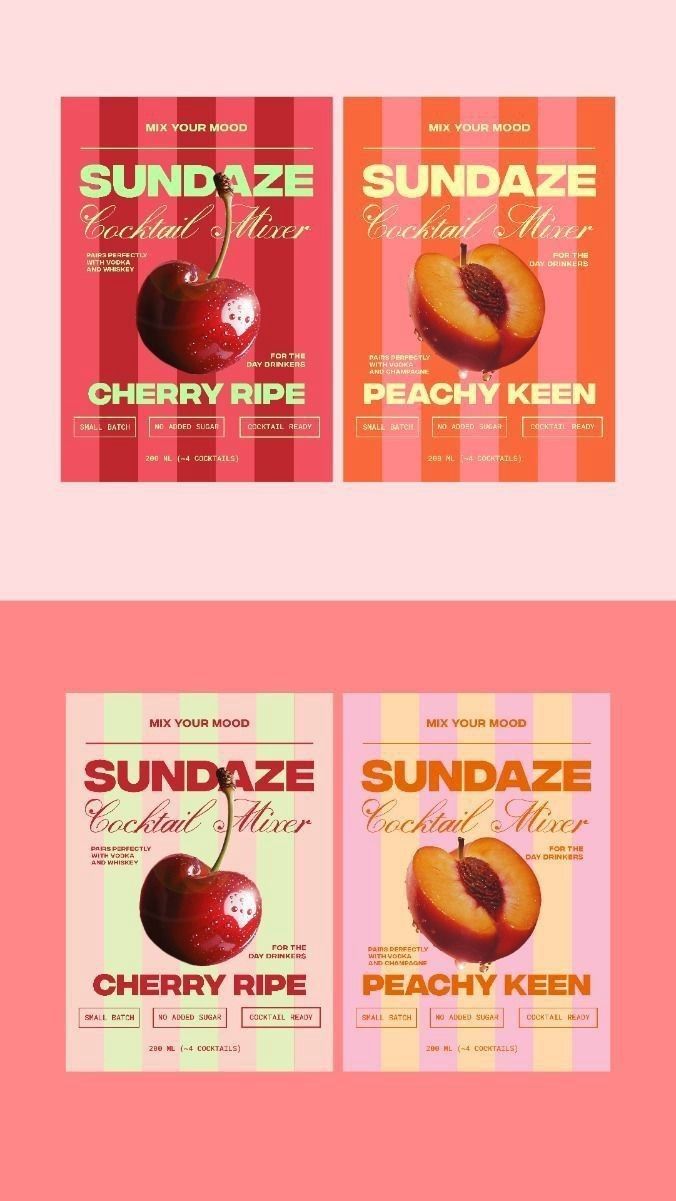 MIX YOUR MOOD
SUNDAZE
Cocktail Mixer
PAIRS PERFECTLY
WITH VODKA
AND WHISKEY
FOR THE
DAY DRINKERS
CHERRY RIPE
SMALL BATCH
NO ADDED SUGAR
COCKTAIL READY
200 ML (~4 COCKTAILS)
MIX YOUR MOOD
SUNDAZE
Cocktail Mixer
FOR THE
DAY DRINKERS
PAIRS PERFECTLY
WITH VODKA
AND CHAMPAGNE
PEACHY KEEN
SMALL BATCH
NO ADDED SUGAR
COCKTAIL READY
200 ML (~4 COCKTAILS)
MIX YOUR MOOD
SUNDAZE
Cocktail Mixer
PAIRS PERFECTLY
WITH VODKA
AND WHISKEY
FOR THE
DAY DRINKERS
CHERRY RIPE
SMALL BATCH
NO ADDED SUGAR
COCKTAIL READY
200 ML (~4 COCKTAILS)
MIX YOUR MOOD
SUNDAZE
Cocktail Mixer
FOR THE
DAY DRINKERS
PAIRS PERFECTLY
WITH VODKA
AND CHAMPAGNE
PEACHY KEEN
SMALL BATCH
NO ADDED SUGAR
COCKTAIL READY
200 ML (~4 COCKTAILS)